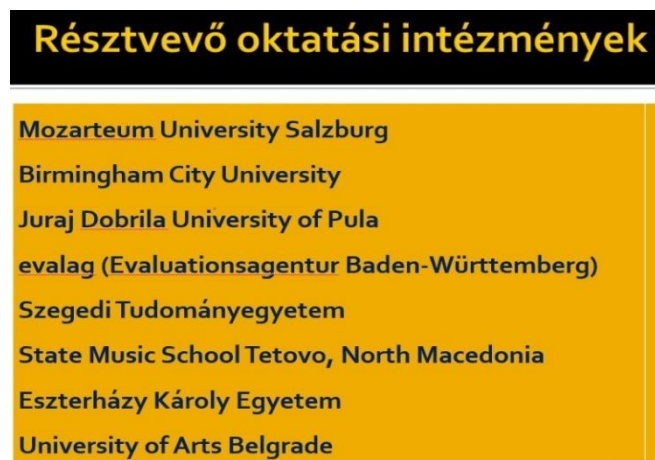 Résztvevő oktatási intézmények
Mozarteum University Salzburg
Birmingham City University
Juraj Dobrila University of Pula
evalag (Evaluationsagentur Baden-Württemberg)
Szegedi Tudományegyetem
State Music School Tetovo, North Macedonia
Eszterházy Károly Egyetem
University of Arts Belgrade